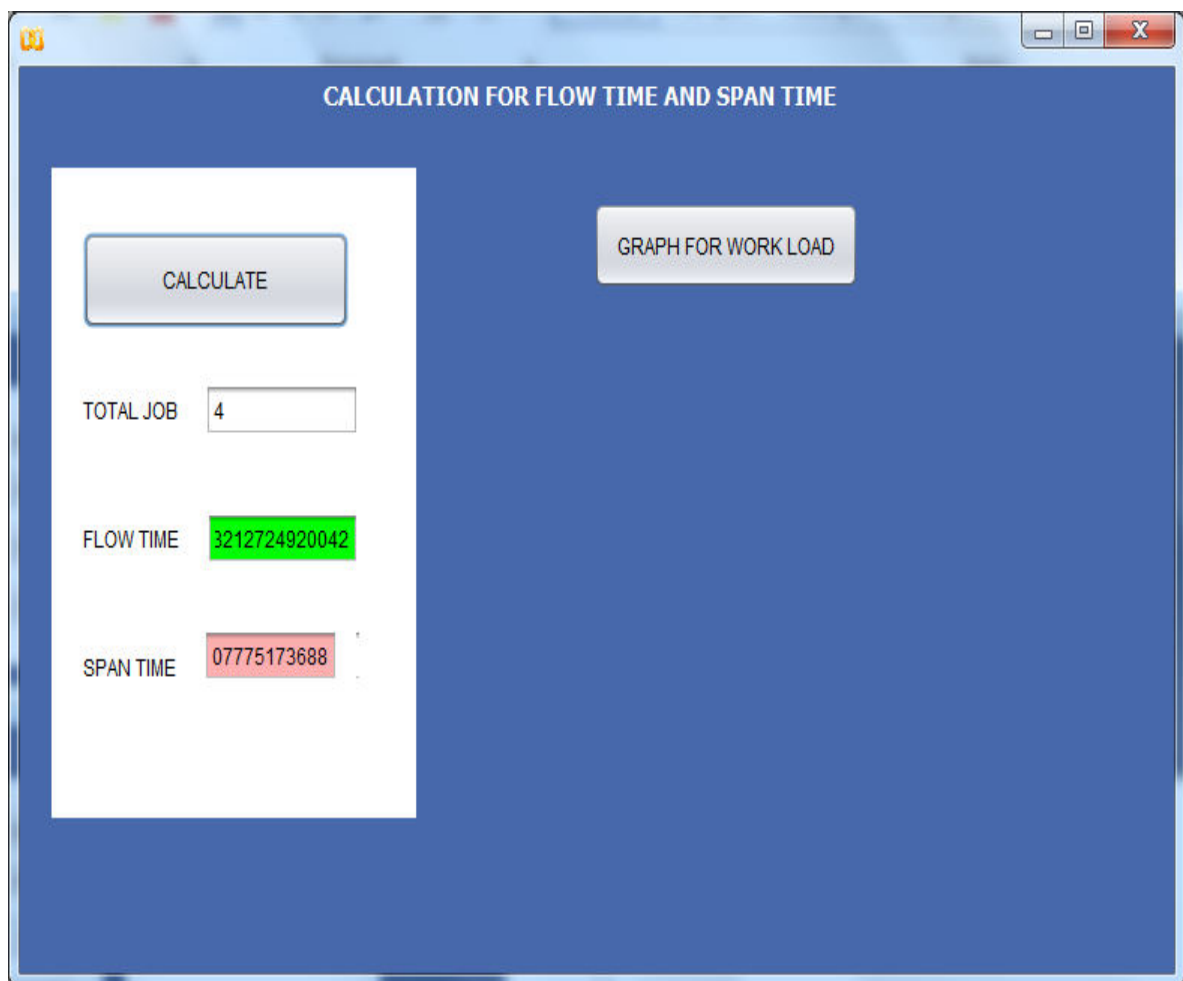 CALCULATION FOR FLOW TIME AND SPAN TIME
CALCULATE
GRAPH FOR WORK LOAD
TOTAL JOB 4
FLOW TIME 3212724920042
SPAN TIME 07775173688